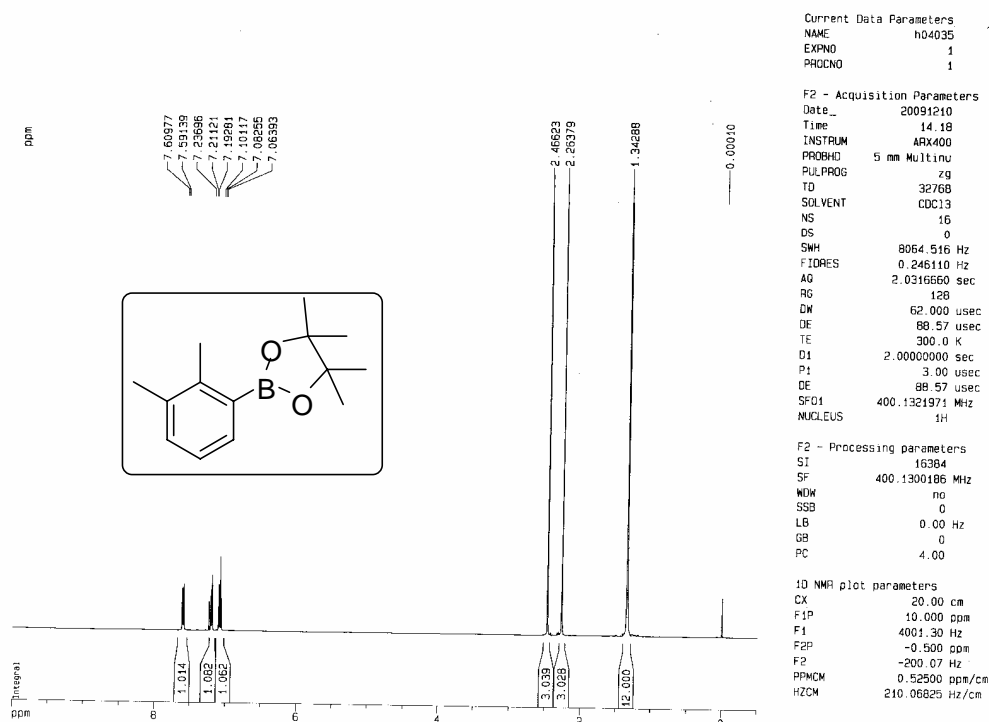 ppm
7.60977
7.59139
7.23696
7.21121
7.19281
7.10117
7.08255
7.06393
2.46623
2.26379
1.34288
-0.00010
B
O
O
Integral
1.014
1.082
1.062
3.039
3.028
12.000
ppm
8
6
4
2
0
Current Data Parameters
NAME h04035
EXPNO 1
PROCNO 1
F2 - Acquisition Parameters
Date_ 20091210
Time 14.18
INSTRUM ARX400
PROBHD 5 mm Multinu
PULPROG zg
TD 32768
SOLVENT CDCl3
NS 16
DS 0
SWH 8064.516 Hz
FIDRES 0.246110 Hz
AQ 2.0316660 sec
RG 128
DW 62.000 usec
DE 88.57 usec
TE 300.0 K
D1 2.00000000 sec
P1 3.00 usec
DE 88.57 usec
SFO1 400.1321971 MHz
NUCLEUS 1H
F2 - Processing parameters
SI 16384
SF 400.1300186 MHz
WDW no
SSB 0
LB 0.00 Hz
GB 0
PC 4.00
1D NMR plot parameters
CX 20.00 cm
F1P 10.000 ppm
F1 4001.30 Hz
F2P -0.500 ppm
F2 -200.07 Hz
PPMCM 0.52500 ppm/cm
HZCM 210.06825 Hz/cm